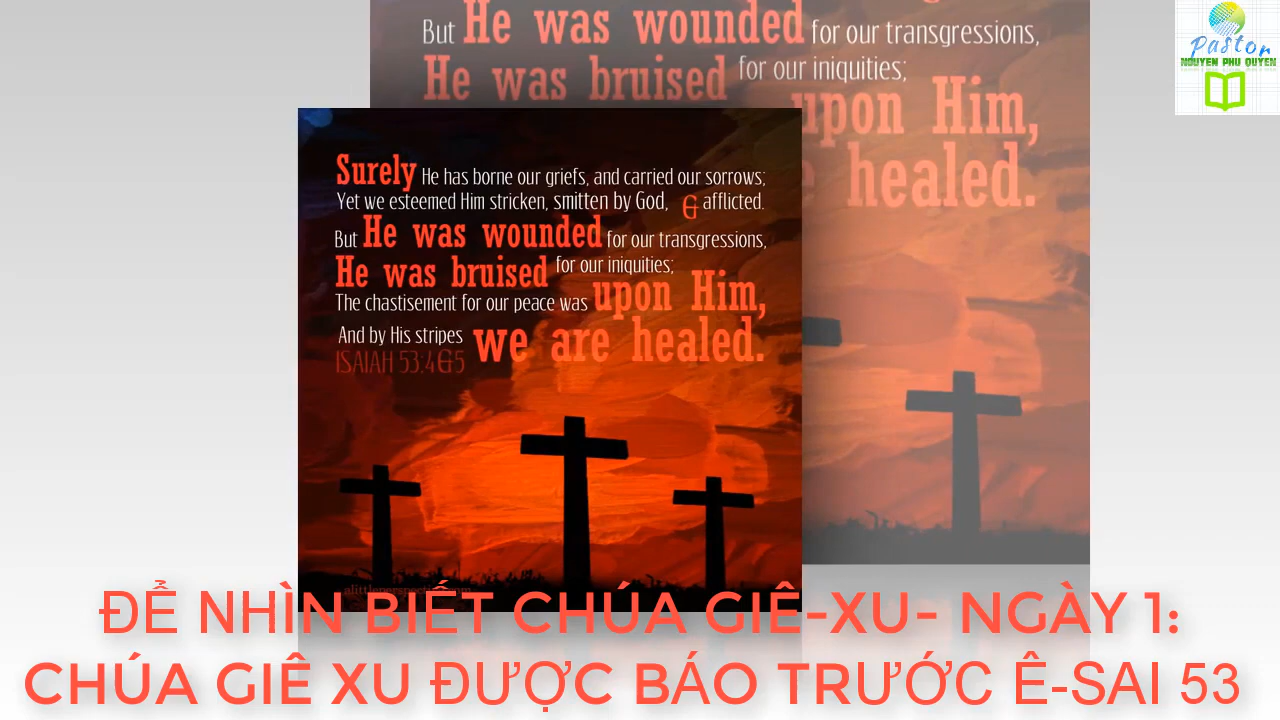 But He was wounded for our transgressions,
He was bruised for our iniquities;
upon Him,
healed.
Pastor
NGUYEN PHU QUYEN
Surely He has borne our griefs, and carried our sorrows;
Yet we esteemed Him stricken, smitten by God, & afflicted.
But He was wounded for our transgressions,
He was bruised for our iniquities;
The chastisement for our peace was upon Him,
And by His stripes we are healed.
ISAIAH 53:4&5
ĐỂ NHÌN BIẾT CHÚA GIÊ-XU- NGÀY 1:
CHÚA GIÊ XU ĐƯỢC BÁO TRƯỚC Ê-SAI 53